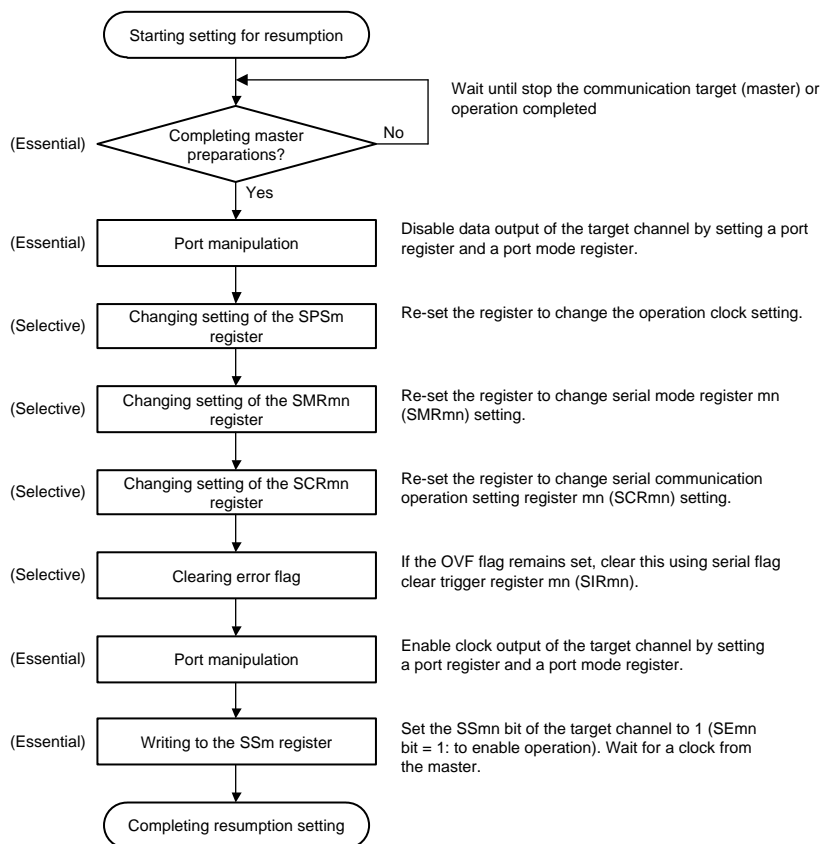 Starting setting for resumption
Wait until stop the communication target (master) or
operation completed
(Essential)
Completing master
preparations?
No
Yes
(Essential)
Port manipulation
Disable data output of the target channel by setting a port
register and a port mode register.
(Selective)
Changing setting of the SPSm
register
Re-set the register to change the operation clock setting.
(Selective)
Changing setting of the SMRmn
register
Re-set the register to change serial mode register mn
(SMRmn) setting.
(Selective)
Changing setting of the SCRmn
register
Re-set the register to change serial communication
operation setting register mn (SCRmn) setting.
(Selective)
Clearing error flag
If the OVF flag remains set, clear this using serial flag
clear trigger register mn (SIRmn).
(Essential)
Port manipulation
Enable clock output of the target channel by setting
a port register and a port mode register.
(Essential)
Writing to the SSm register
Set the SSmn bit of the target channel to 1 (SEmn
bit = 1: to enable operation). Wait for a clock from
the master.
Completing resumption setting